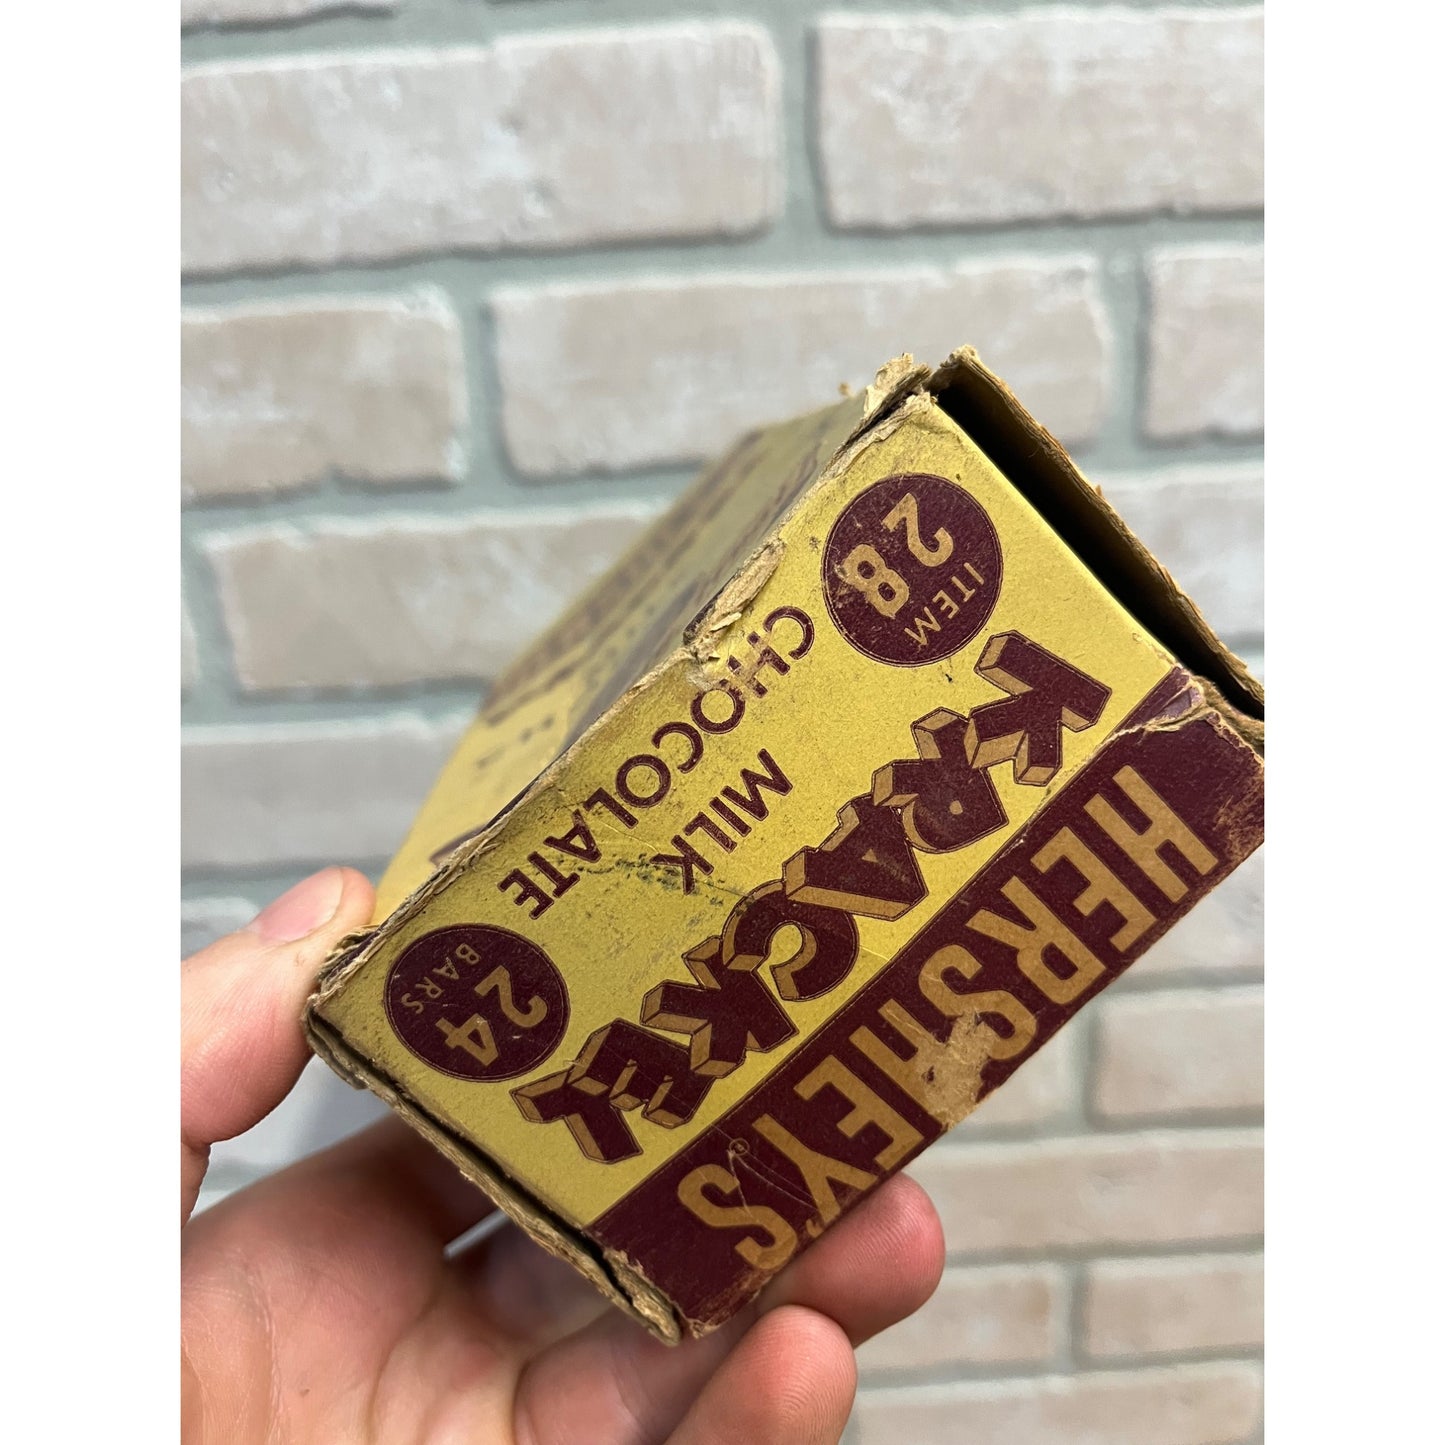 HERSHEY'S®
KRACKEL
MILK
CHOCOLATE
ITEM
28
24
BARS